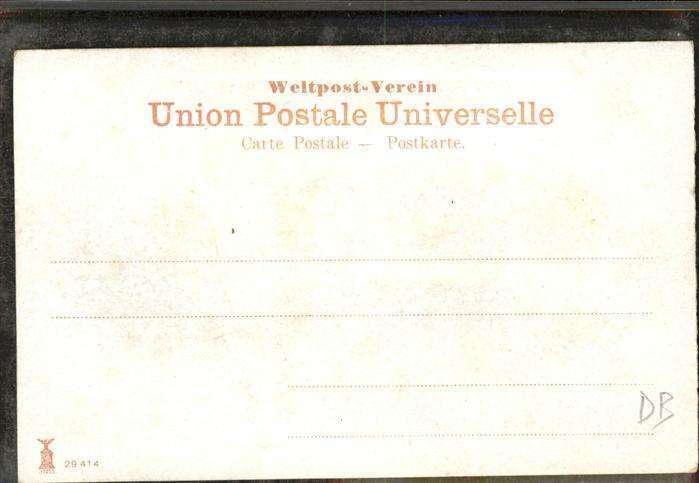 Weltpost-Verein
Union Postale Universelle
Carte Postale — Postkarte.
DB
29 414